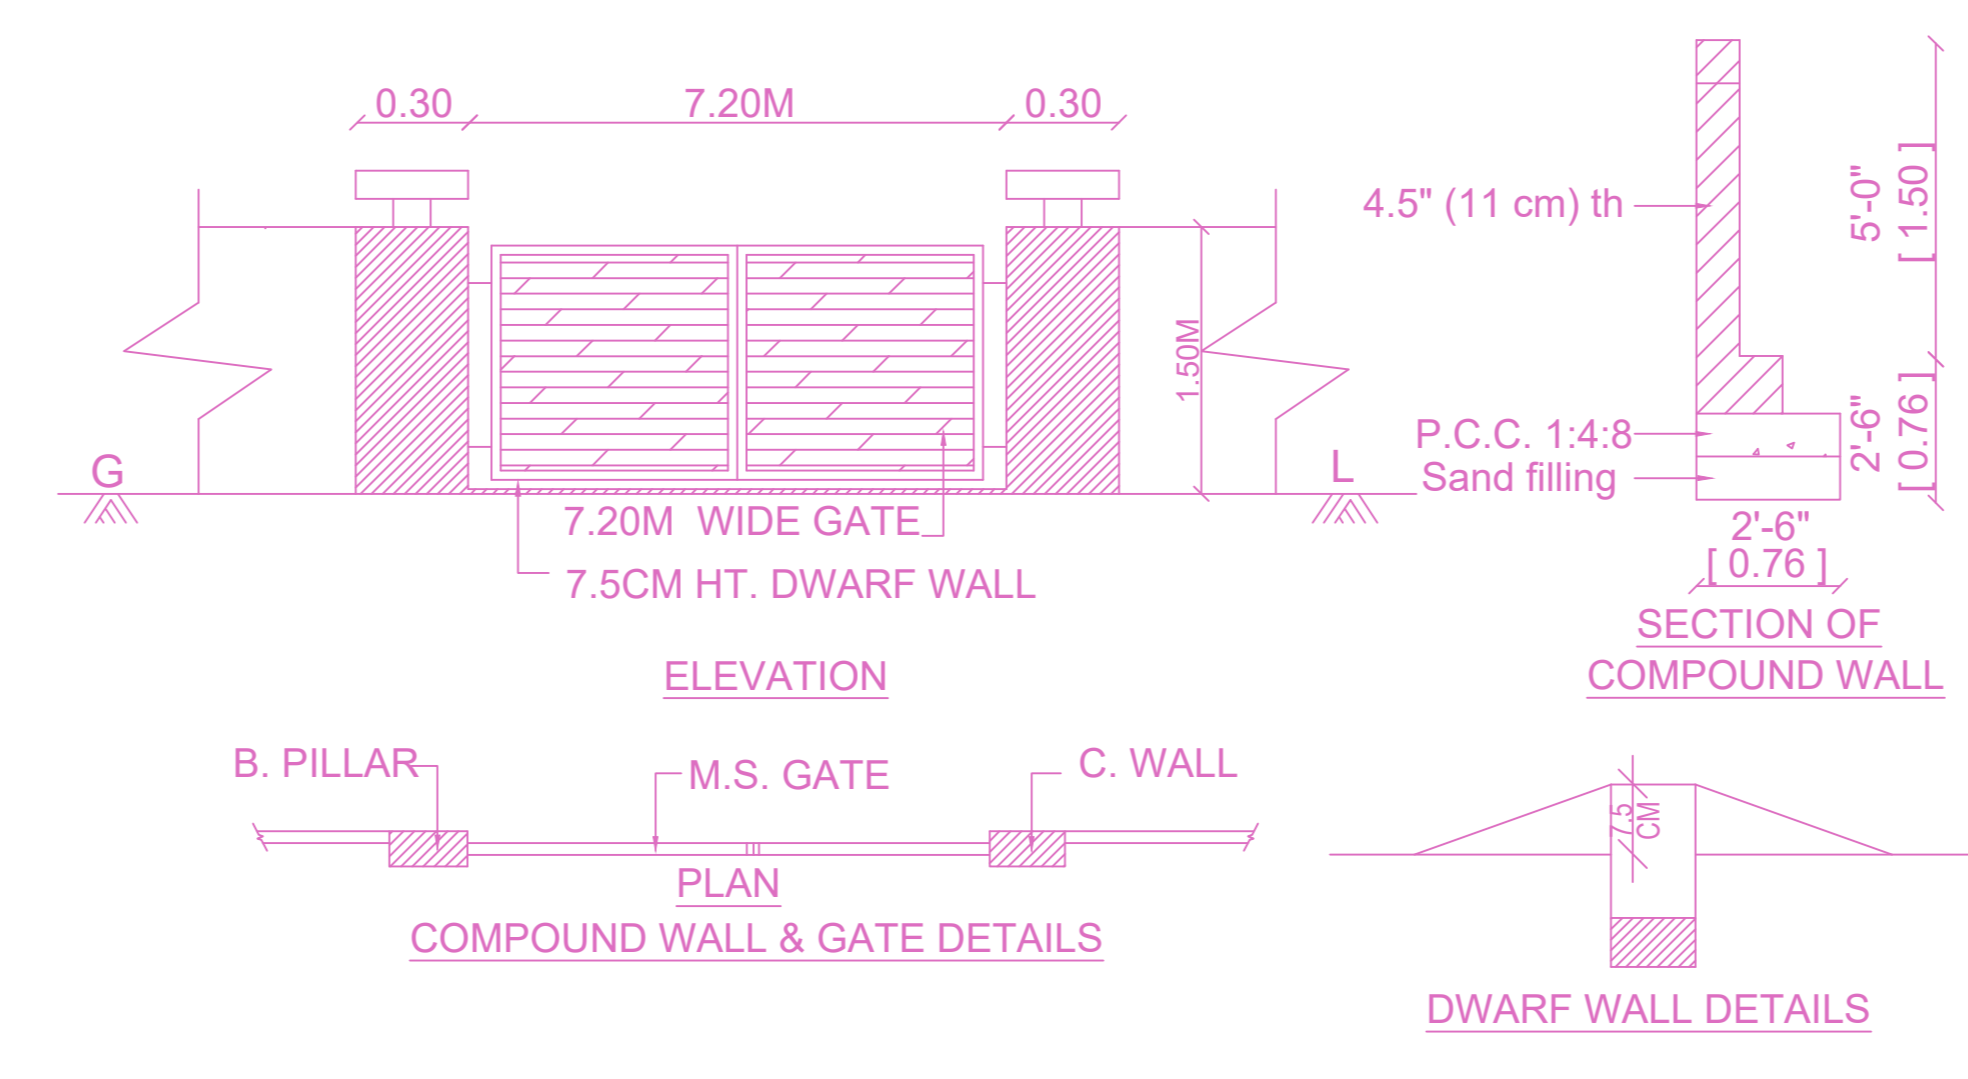 0.30
7.20M
0.30
G
L
1.50M
7.20M  WIDE GATE
7.5CM HT. DWARF WALL
ELEVATION
4.5" (11 cm) th
5'-0"
[ 1.50 ]
P.C.C. 1:4:8
Sand filling
2'-6"
[ 0.76 ]
2'-6"
[ 0.76 ]
SECTION OF
COMPOUND WALL
B. PILLAR
M.S. GATE
C. WALL
PLAN
COMPOUND WALL & GATE DETAILS
7.5
CM
DWARF WALL DETAILS